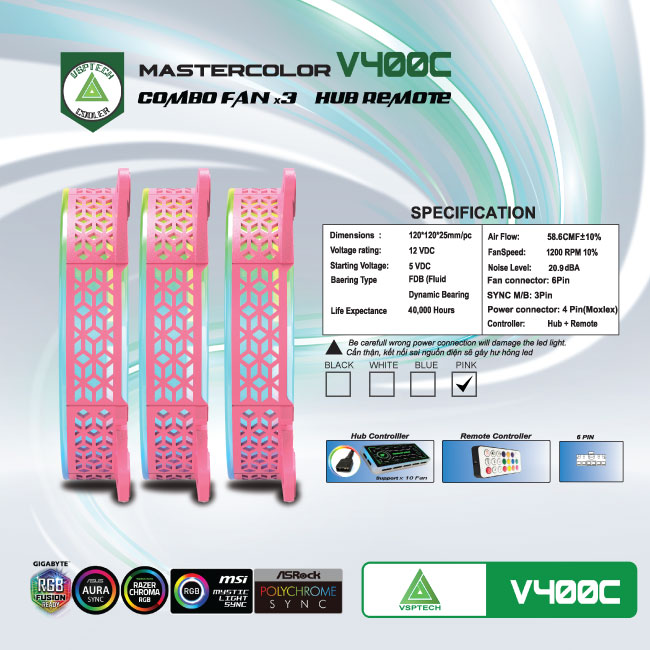 VSPTECH
COOLER
MASTERCOLOR V400C
COMBO FAN x3 HUB REMOTE
SPECIFICATION
Dimensions : 120*120*25mm/pc
Voltage rating: 12 VDC
Starting Voltage: 5 VDC
Baering Type FDB (Fluid
Dynamic Bearing
Life Expectance 40,000 Hours
Air Flow: 58.6CMF±10%
FanSpeed: 1200 RPM 10%
Noise Level: 20.9 dBA
Fan connector: 6Pin
SYNC M/B: 3Pin
Power connector: 4 Pin(Moxlex)
Controller: Hub + Remote
Be carefull wrong power connection will damage the led light.
Cẩn thận, kết nối sai nguồn điện sẽ gây hư hỏng led
BLACK WHITE BLUE PINK
Hub Controller
Support x 10 Fan
Remote Controller
6 PIN
GIGABYTE
RGB
FUSION
READY
ASUS
AURA
SYNC
RAZER
CHROMA
RGB
RGB
msi
MYSTIC
LIGHT
SYNC
ASRock
POLYCHROME
SYNC
VSPTECH
V400C